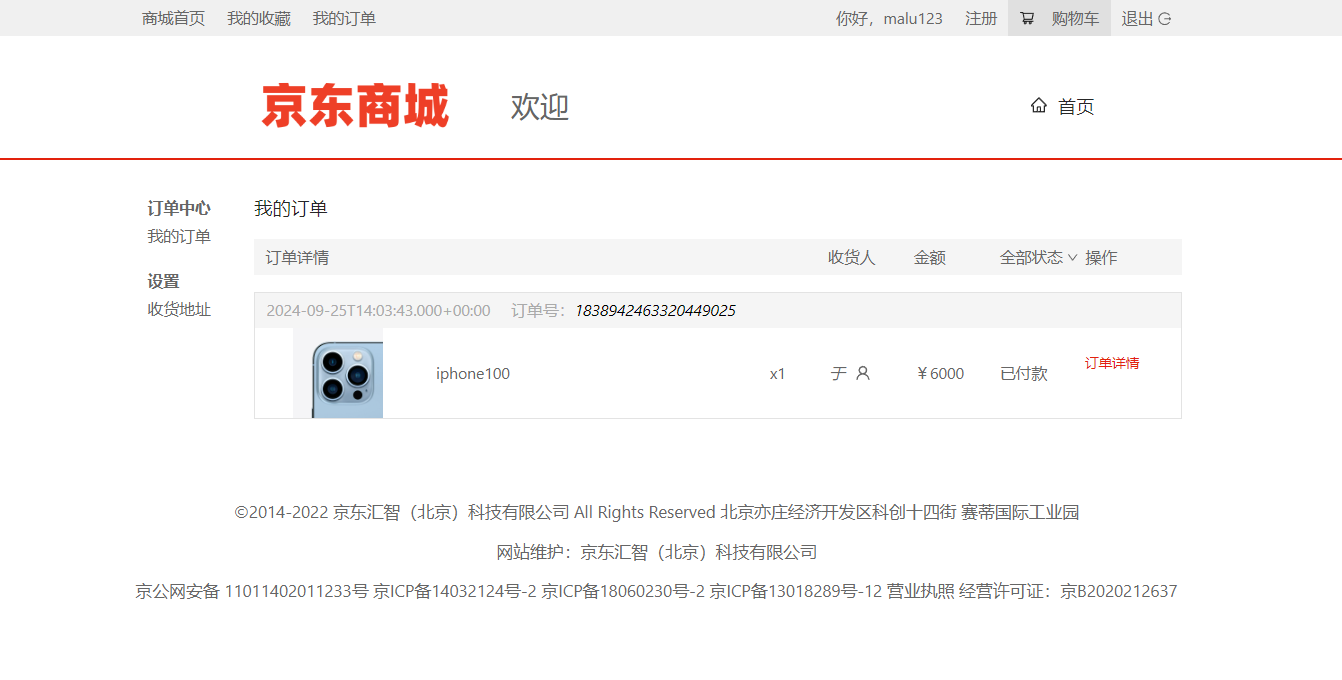 商城首页 我的收藏 我的订单 你好，malu123 注册 购物车 退出
京东商城 欢迎 首页
订单中心
我的订单
设置
收货地址
我的订单
订单详情 收货人 金额 全部状态 操作
2024-09-25T14:03:43.000+00:00 订单号： 1838942463320449025
iphone100 x1 于 ￥6000 已付款 订单详情
©2014-2022 京东汇智（北京）科技有限公司 All Rights Reserved 北京亦庄经济开发区科创十四街 赛蒂国际工业园
网站维护：京东汇智（北京）科技有限公司
京公网安备 11011402011233号 京ICP备14032124号-2 京ICP备18060230号-2 京ICP备13018289号-12 营业执照 经营许可证：京B2020212637